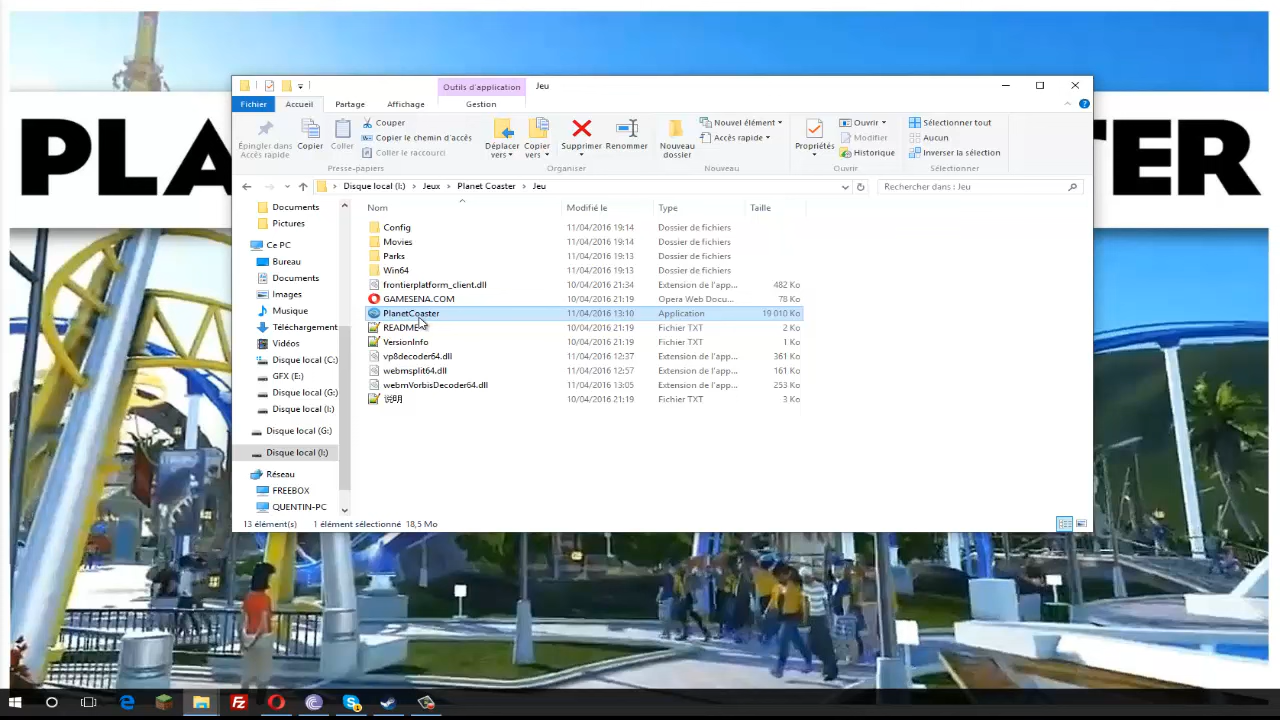 PLA
TER
Outils d'application Jeu
Fichier Accueil Partage Affichage Gestion
Épingler dans Accès rapide
Copier
Coller
Couper
Copier le chemin d'accès
Coller le raccourci
Presse-papiers
Déplacer vers
Copier vers
Supprimer
Renommer
Organiser
Nouveau dossier
Nouvel élément
Accès rapide
Nouveau
Propriétés
Ouvrir
Modifier
Historique
Ouvrir
Sélectionner tout
Aucun
Inverser la sélection
Sélectionner
Disque local (I:) > Jeux > Planet Coaster > Jeu
Rechercher dans : Jeu
Documents
Pictures
Ce PC
Bureau
Documents
Images
Musique
Téléchargement
Vidéos
Disque local (C:)
GFX (E:)
Disque local (G:)
Disque local (I:)
Disque local (G:)
Disque local (I:)
Réseau
FREEBOX
QUENTIN-PC
Nom Modifié le Type Taille
Config 11/04/2016 19:14 Dossier de fichiers
Movies 11/04/2016 19:14 Dossier de fichiers
Parks 11/04/2016 19:13 Dossier de fichiers
Win64 11/04/2016 19:13 Dossier de fichiers
frontierplatform_client.dll 10/04/2016 21:34 Extension de l'app... 482 Ko
GAMESENA.COM 10/04/2016 21:19 Opera Web Docu... 78 Ko
PlanetCoaster 11/04/2016 13:10 Application 19 010 Ko
README 10/04/2016 21:19 Fichier TXT 2 Ko
VersionInfo 10/04/2016 21:19 Fichier TXT 1 Ko
vp8decoder64.dll 11/04/2016 12:37 Extension de l'app... 361 Ko
webmsplit64.dll 11/04/2016 12:57 Extension de l'app... 161 Ko
webmVorbisDecoder64.dll 11/04/2016 13:05 Extension de l'app... 253 Ko
说明 10/04/2016 21:19 Fichier TXT 3 Ko
13 élément(s) 1 élément sélectionné 18,5 Mo